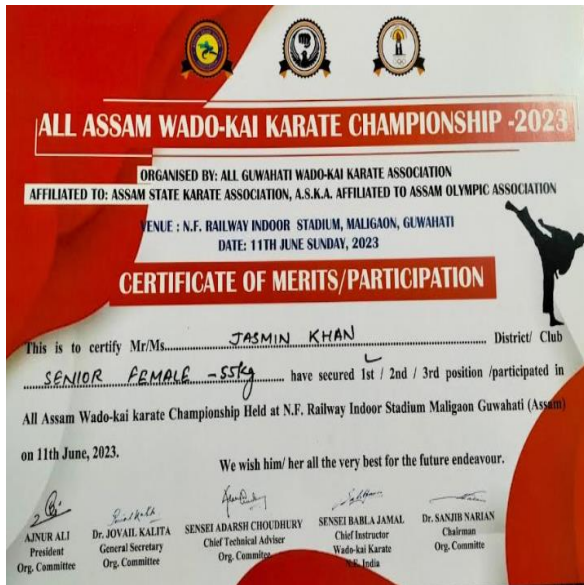 ALL ASSAM WADO-KAI KARATE CHAMPIONSHIP -2023
ORGANISED BY: ALL GUWAHATI WADO-KAI KARATE ASSOCIATION
AFFILIATED TO: ASSAM STATE KARATE ASSOCIATION, A.S.K.A. AFFILIATED TO ASSAM OLYMPIC ASSOCIATION
VENUE : N.F. RAILWAY INDOOR STADIUM, MALIGAON, GUWAHATI
DATE: 11TH JUNE SUNDAY, 2023
CERTIFICATE OF MERITS/PARTICIPATION
This is to certify Mr/Ms. JASMIN KHAN District/ Club
SENIOR FEMALE -55kg have secured 1st / 2nd / 3rd position /participated in
All Assam Wado-kai karate Championship Held at N.F. Railway Indoor Stadium Maligaon Guwahati (Assam)
on 11th June, 2023.
We wish him/ her all the very best for the future endeavour.
AJNUR ALI
President
Org. Committee
Dr. JOVAIL KALITA
General Secretary
Org. Committee
SENSEI ADARSH CHOUDHURY
Chief Technical Adviser
Org. Commitee
SENSEI BABLA JAMAL
Chief Instructor
Wado-kai Karate
N.E. India
Dr. SANJIB NARIAN
Chairman
Org. Committe